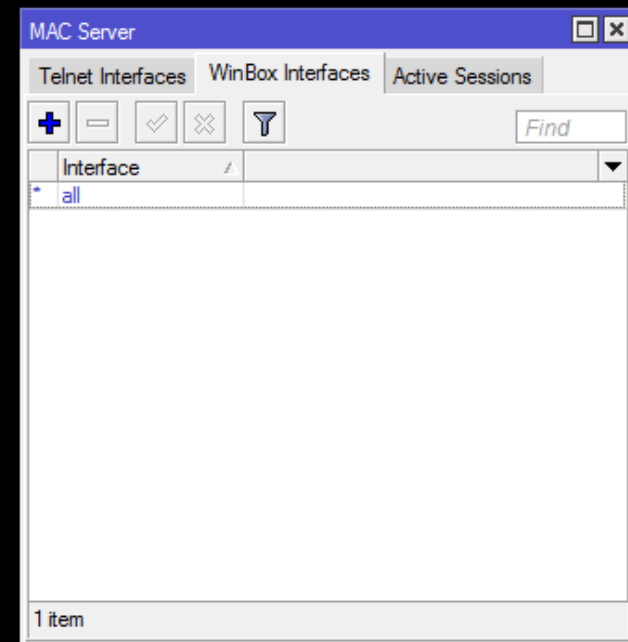 MAC Server
Telnet Interfaces WinBox Interfaces Active Sessions
Find
Interface
* all
1 item